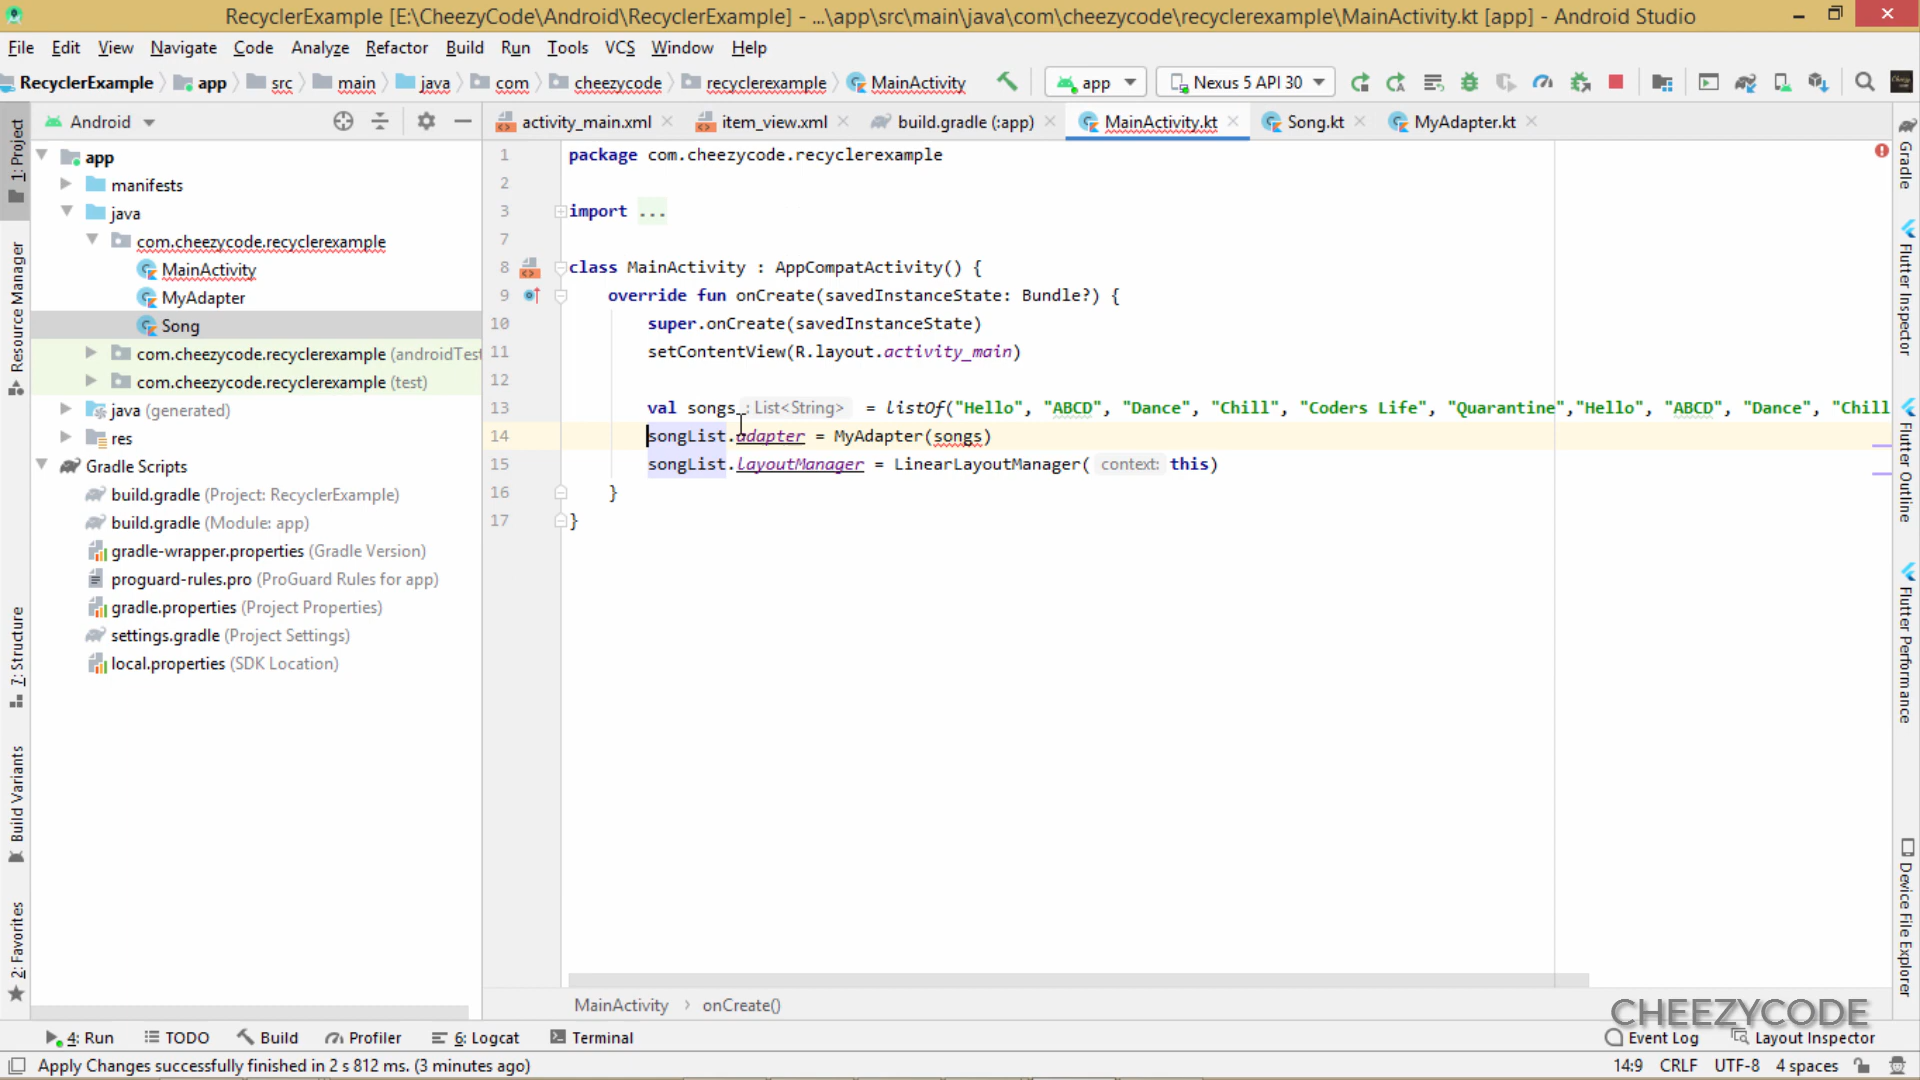 RecyclerExample [E:\CheezyCode\Android\RecyclerExample] - ...\app\src\main\java\com\cheezycode\recyclerexample\MainActivity.kt [app] - Android Studio
File Edit View Navigate Code Analyze Refactor Build Run Tools VCS Window Help
RecyclerExample app src main java com cheezycode recyclerexample MainActivity app Nexus 5 API 30
Android activity_main.xml item_view.xml build.gradle (:app) MainActivity.kt Song.kt MyAdapter.kt
1: Project
Resource Manager
7: Structure
Build Variants
2: Favorites
app
manifests
java
com.cheezycode.recyclerexample
MainActivity
MyAdapter
Song
com.cheezycode.recyclerexample (androidTest
com.cheezycode.recyclerexample (test)
java (generated)
res
Gradle Scripts
build.gradle (Project: RecyclerExample)
build.gradle (Module: app)
gradle-wrapper.properties (Gradle Version)
proguard-rules.pro (ProGuard Rules for app)
gradle.properties (Project Properties)
settings.gradle (Project Settings)
local.properties (SDK Location)
1 package com.cheezycode.recyclerexample
2
3 import ...
7
8 class MainActivity : AppCompatActivity() {
9 override fun onCreate(savedInstanceState: Bundle?) {
10 super.onCreate(savedInstanceState)
11 setContentView(R.layout.activity_main)
12
13 val songs : List<String> = listOf("Hello", "ABCD", "Dance", "Chill", "Coders Life", "Quarantine","Hello", "ABCD", "Dance", "Chill
14 songList.adapter = MyAdapter(songs)
15 songList.layoutManager = LinearLayoutManager( context: this)
16 }
17 }
Gradle
Flutter Inspector
Flutter Outline
Flutter Performance
Device File Explorer
MainActivity › onCreate()
CHEEZYCODE
4: Run TODO Build Profiler 6: Logcat Terminal Event Log Layout Inspector
Apply Changes successfully finished in 2 s 812 ms. (3 minutes ago) 14:9 CRLF UTF-8 4 spaces